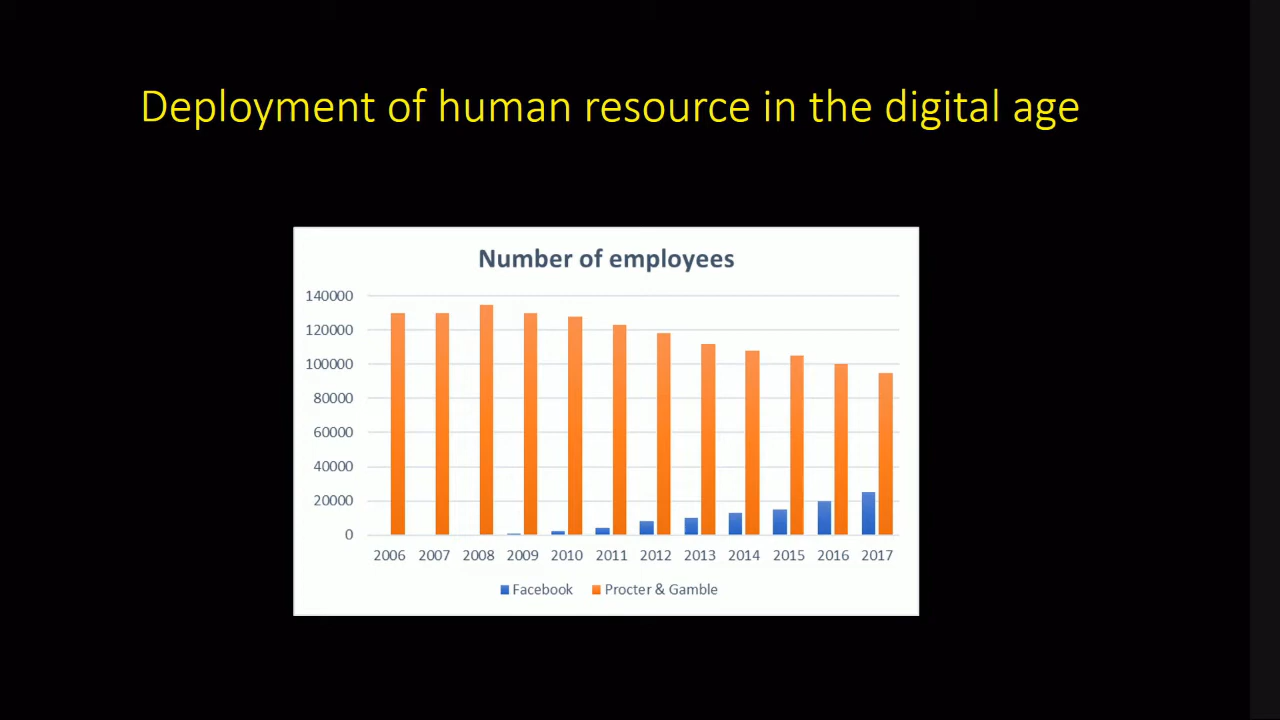 Deployment of human resource in the digital age
Number of employees
140000
120000
100000
80000
60000
40000
20000
0
2006 2007 2008 2009 2010 2011 2012 2013 2014 2015 2016 2017
Facebook Procter & Gamble